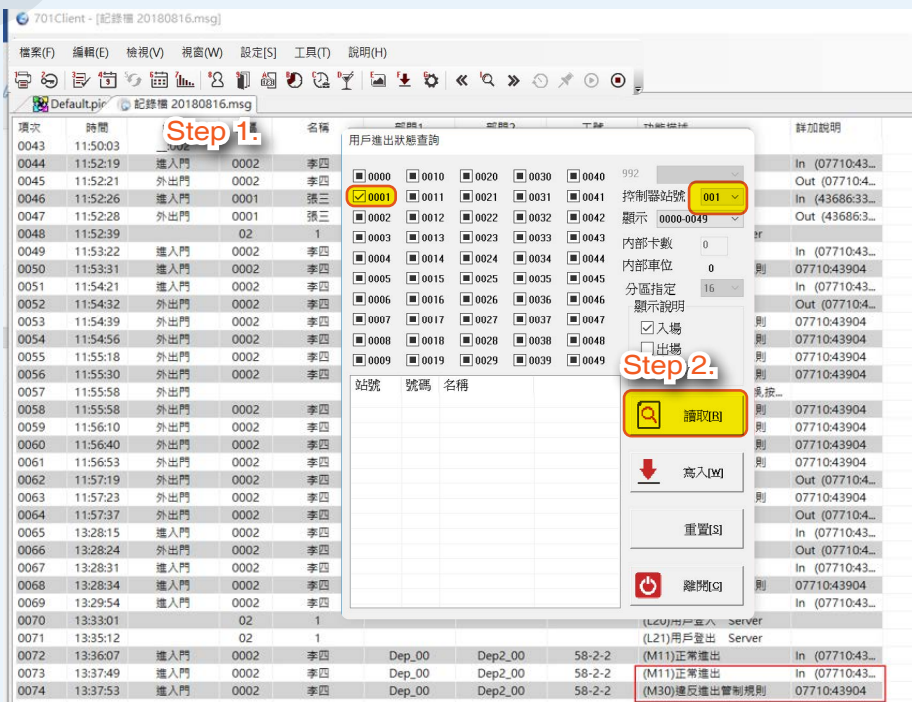 701Client - [記錄檔 20180816.msg]
檔案(F) 編輯(E) 檢視(V) 視窗(W) 設定[S] 工具(T) 說明(H)
Default.pin 記錄檔 20180816.msg
項次 時間 名稱 部門1 部門2 工號 功能描述 詳加說明
Step 1.
0043 11:50:03 __:002
0044 11:52:19 進入門 0002 李四 In (07710:43...
0045 11:52:21 外出門 0002 李四 Out (07710:4...
0046 11:52:26 進入門 0001 張三 In (43686:33...
0047 11:52:28 外出門 0001 張三 Out (43686:3...
0048 11:52:39 02 1 er
0049 11:53:22 進入門 0002 李四 In (07710:43...
0050 11:53:31 進入門 0002 李四 則 07710:43904
0051 11:54:21 進入門 0002 李四 In (07710:43...
0052 11:54:32 外出門 0002 李四 Out (07710:4...
0053 11:54:39 外出門 0002 李四 則 07710:43904
0054 11:54:56 外出門 0002 李四 則 07710:43904
0055 11:55:18 外出門 0002 李四 則 07710:43904
0056 11:55:30 外出門 0002 李四 則 07710:43904
0057 11:55:58 外出門 按...
0058 11:55:58 外出門 0002 李四 則 07710:43904
0059 11:56:10 外出門 0002 李四 則 07710:43904
0060 11:56:40 外出門 0002 李四 則 07710:43904
0061 11:56:53 外出門 0002 李四 則 07710:43904
0062 11:57:19 外出門 0002 李四 Out (07710:4...
0063 11:57:23 外出門 0002 李四 則 07710:43904
0064 11:57:37 外出門 0002 李四 Out (07710:4...
0065 13:28:15 進入門 0002 李四 In (07710:43...
0066 13:28:24 外出門 0002 李四 Out (07710:4...
0067 13:28:31 進入門 0002 李四 In (07710:43...
0068 13:28:34 進入門 0002 李四 則 07710:43904
0069 13:29:54 進入門 0002 李四 In (07710:43...
0070 13:33:01 02 1 (L20)用戶登入 Server
0071 13:35:12 02 1 (L21)用戶登出 Server
0072 13:36:07 進入門 0002 李四 Dep_00 Dep2_00 58-2-2 (M11)正常進出 In (07710:43...
0073 13:37:49 進入門 0002 李四 Dep_00 Dep2_00 58-2-2 (M11)正常進出 In (07710:43...
0074 13:37:53 進入門 0002 李四 Dep_00 Dep2_00 58-2-2 (M30)違反進出管制規則 07710:43904
用戶進出狀態查詢
0000 0010 0020 0030 0040
0001 0011 0021 0031 0041
0002 0012 0022 0032 0042
0003 0013 0023 0033 0043
0004 0014 0024 0034 0044
0005 0015 0025 0035 0045
0006 0016 0026 0036 0046
0007 0017 0027 0037 0047
0008 0018 0028 0038 0048
0009 0019 0029 0039 0049
992
控制器站號 001
顯示 0000-0049
內部卡數 0
內部車位 0
分區指定 16
顯示說明
入場
出場
Step 2.
站號 號碼 名稱
讀取[R]
寫入[W]
重置[S]
離開[C]